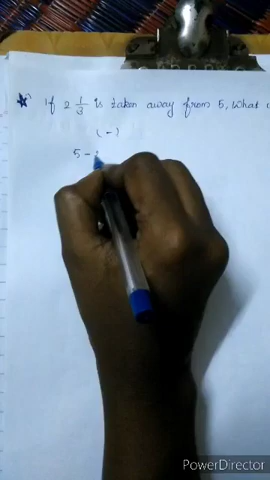 * If 2 1/3 is taken away from 5, What
(-)
5 -
PowerDirector